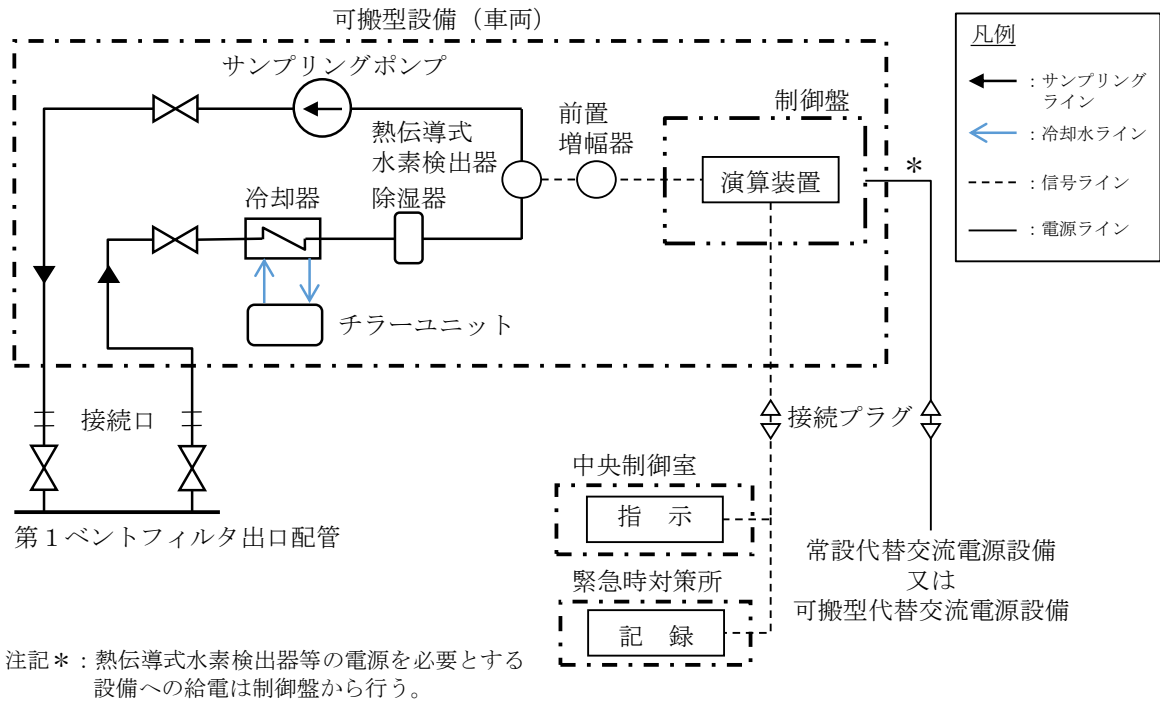 可搬型設備（車両）
サンプリングポンプ
熱伝導式
水素検出器
前置
増幅器
制御盤
演算装置
＊
冷却器
除湿器
チラーユニット
接続口
第１ベントフィルタ出口配管
接続プラグ
中央制御室
指　示
緊急時対策所
記　録
常設代替交流電源設備
又は
可搬型代替交流電源設備
凡例
：サンプリング
ライン
：冷却水ライン
：信号ライン
：電源ライン
注記＊：熱伝導式水素検出器等の電源を必要とする
設備への給電は制御盤から行う。